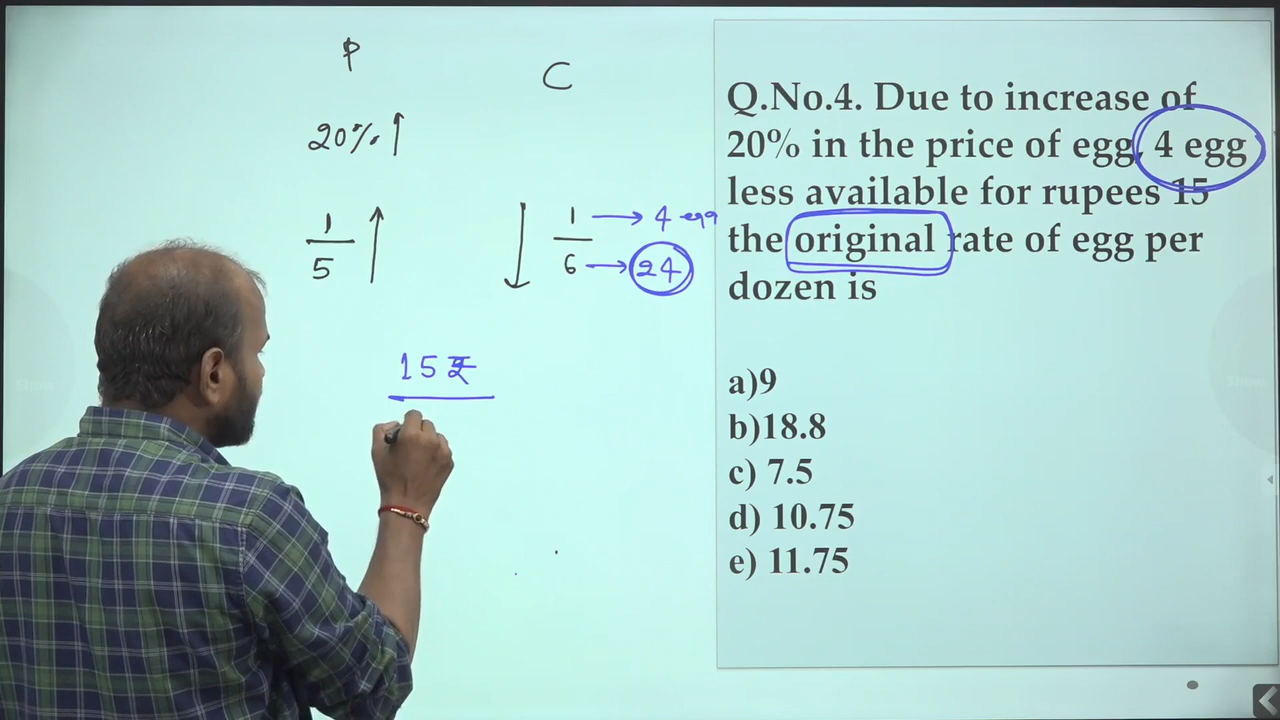 P
C
20% ↑
1/5 ↑
↓ 1/6
1 → 4 egg
6 → 24
15 ₹
Q.No.4. Due to increase of
20% in the price of egg, 4 egg
less available for rupees 15
the original rate of egg per
dozen is
a)9
b)18.8
c) 7.5
d) 10.75
e) 11.75